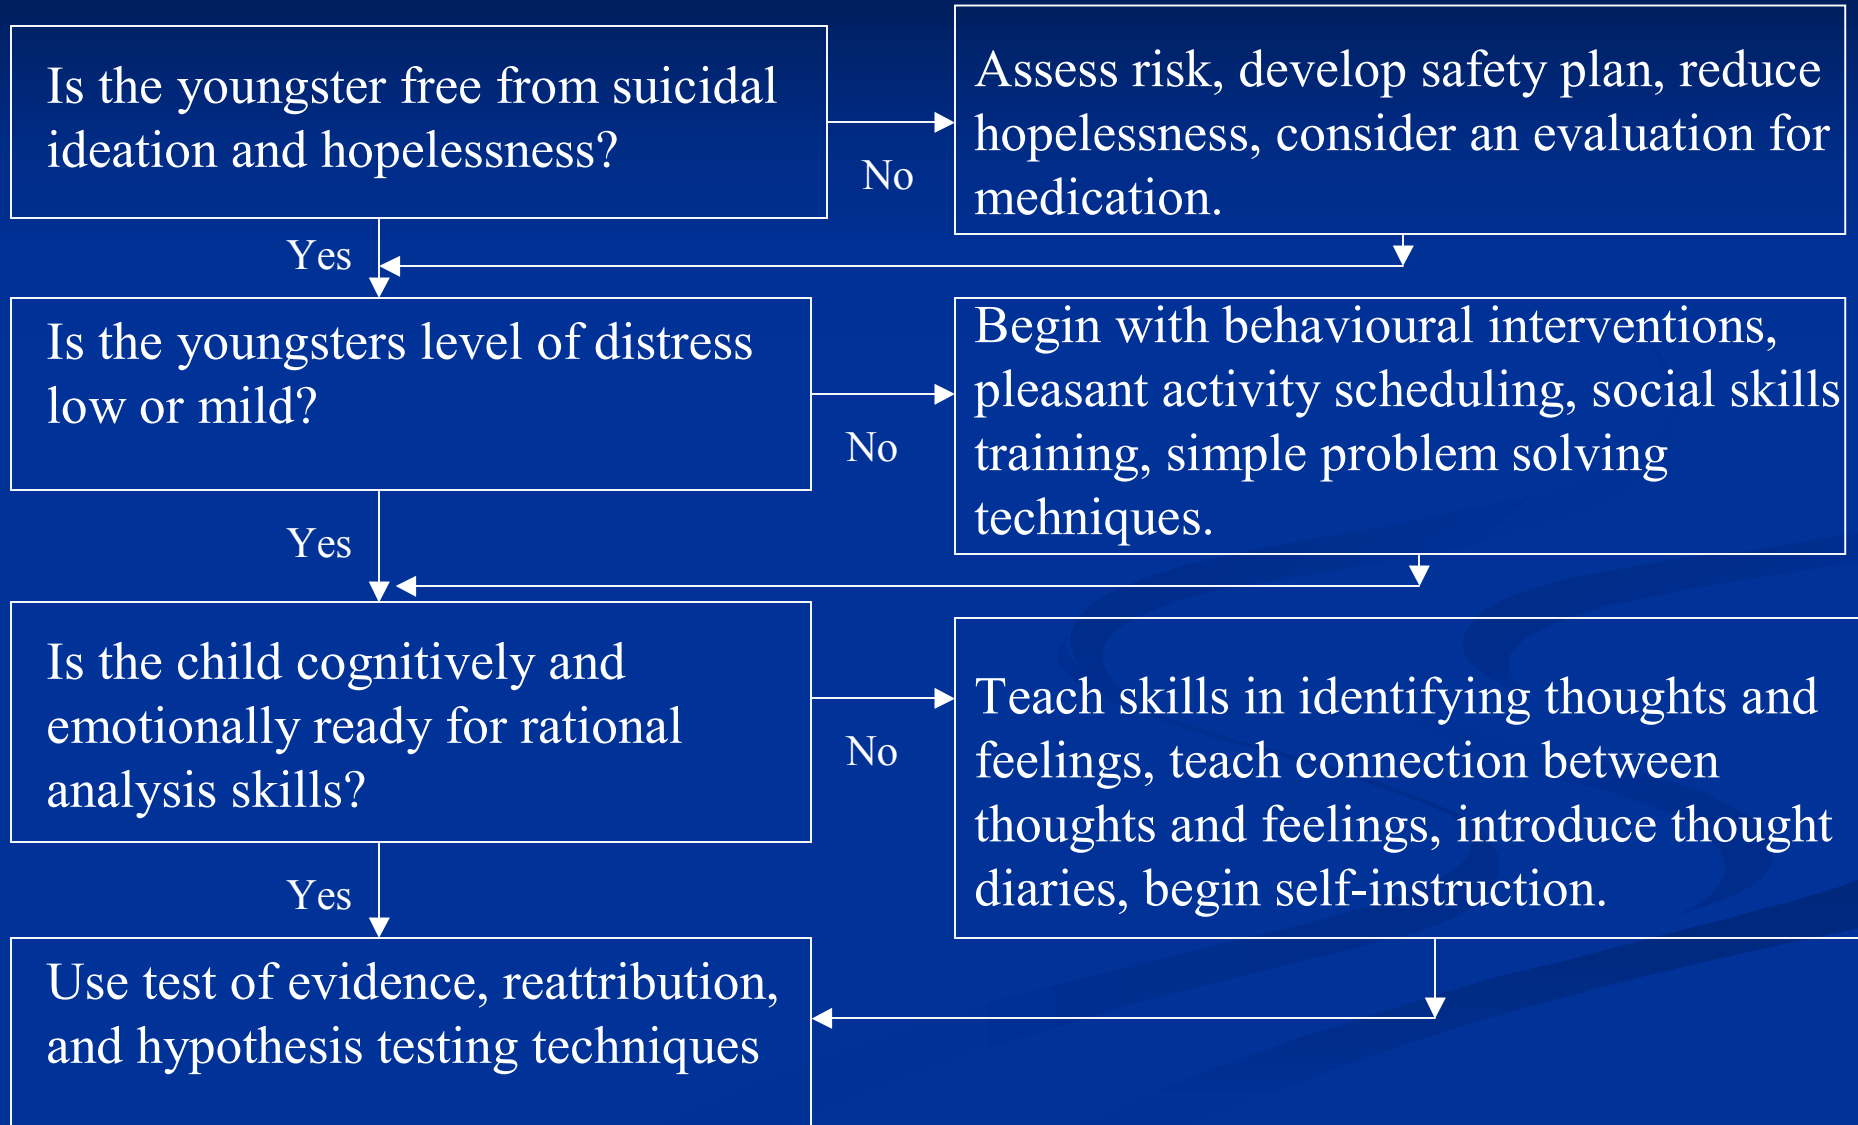 Is the youngster free from suicidal
ideation and hopelessness?
No
Assess risk, develop safety plan, reduce
hopelessness, consider an evaluation for
medication.
Yes
Is the youngsters level of distress
low or mild?
No
Begin with behavioural interventions,
pleasant activity scheduling, social skills
training, simple problem solving
techniques.
Yes
Is the child cognitively and
emotionally ready for rational
analysis skills?
No
Teach skills in identifying thoughts and
feelings, teach connection between
thoughts and feelings, introduce thought
diaries, begin self-instruction.
Yes
Use test of evidence, reattribution,
and hypothesis testing techniques